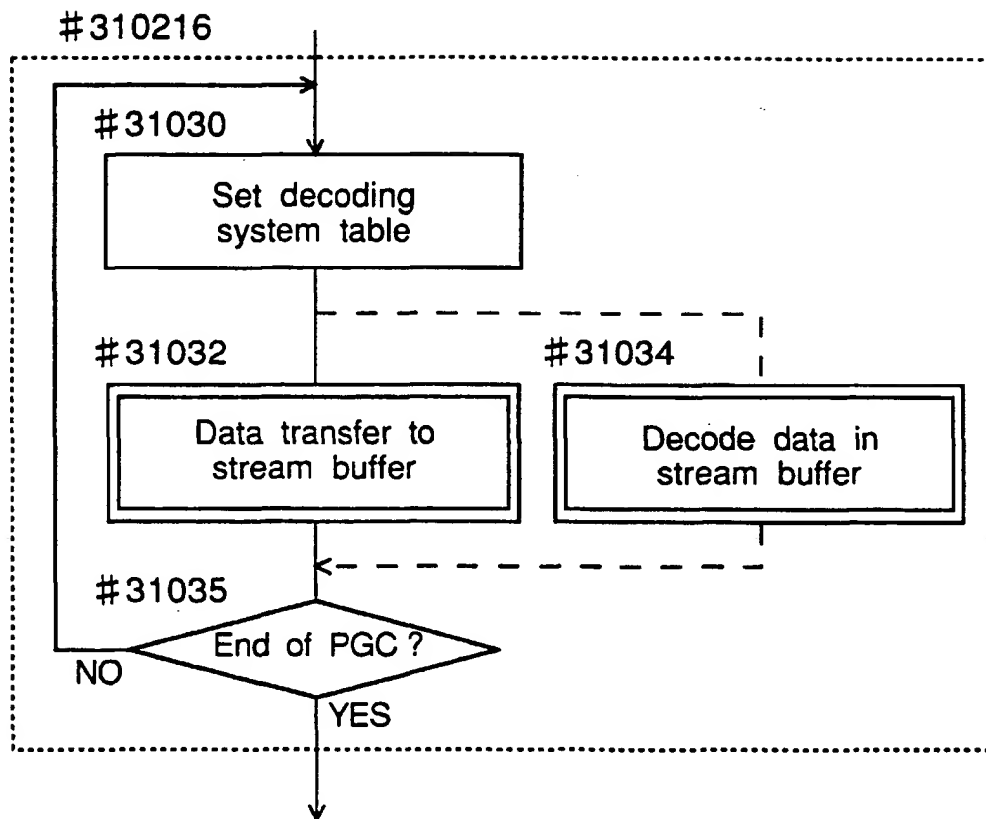 #310216
#31030
Set decoding
system table
#31032
#31034
Data transfer to
stream buffer
Decode data in
stream buffer
#31035
End of PGC?
NO
YES